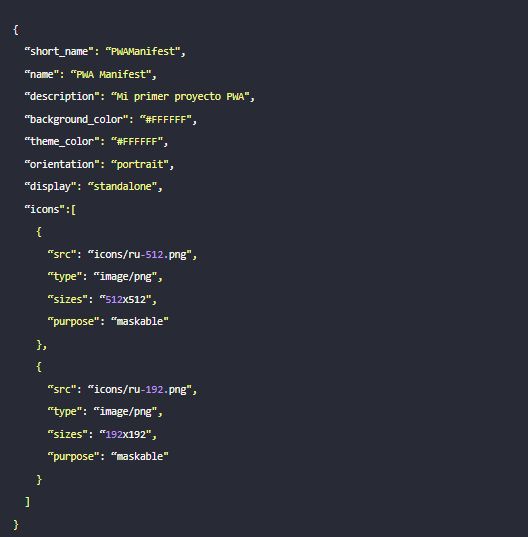 {
“short_name": “PWAManifest",
“name": “PWA Manifest",
“description": “Mi primer proyecto PWA",
“background_color": “#FFFFFF",
“theme_color": “#FFFFFF",
“orientation": “portrait",
“display": “standalone",
“icons":[
{
“src": “icons/ru-512.png",
“type": “image/png",
“sizes": “512x512",
“purpose": “maskable"
},
{
“src": “icons/ru-192.png",
“type": “image/png",
“sizes": “192x192",
“purpose": “maskable"
}
]
}